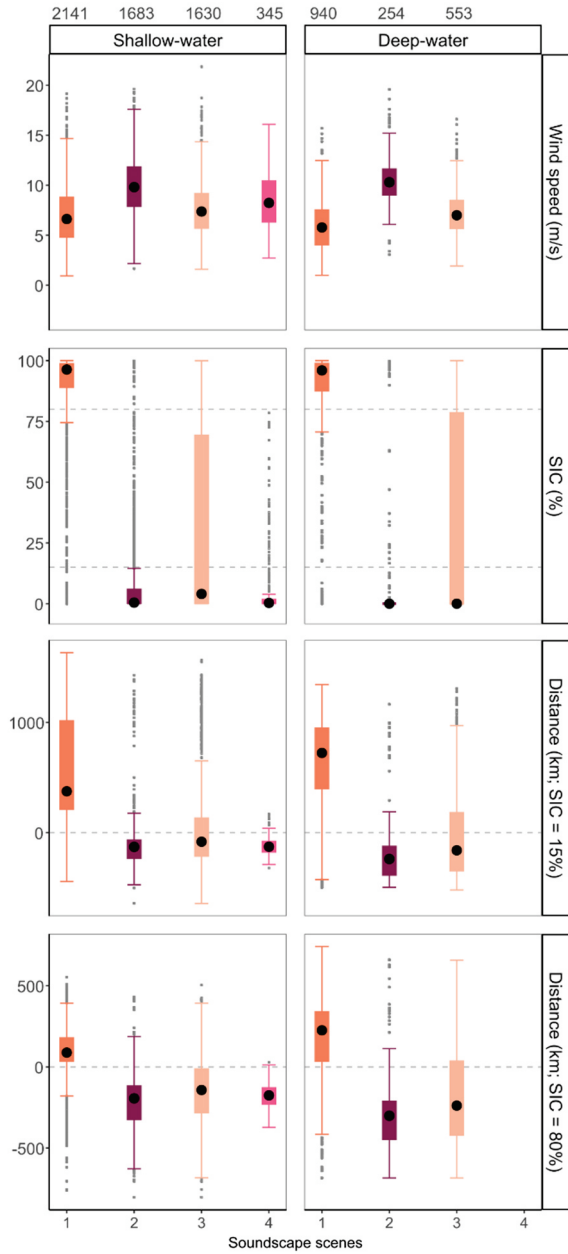 2141 1683 1630 345 940 254 553
Shallow-water Deep-water
20
15
10
5
0
Wind speed (m/s)
100
75
50
25
0
SIC (%)
1000
0
Distance (km; SIC = 15%)
500
0
-500
Distance (km; SIC = 80%)
1 2 3 4 1 2 3 4
Soundscape scenes